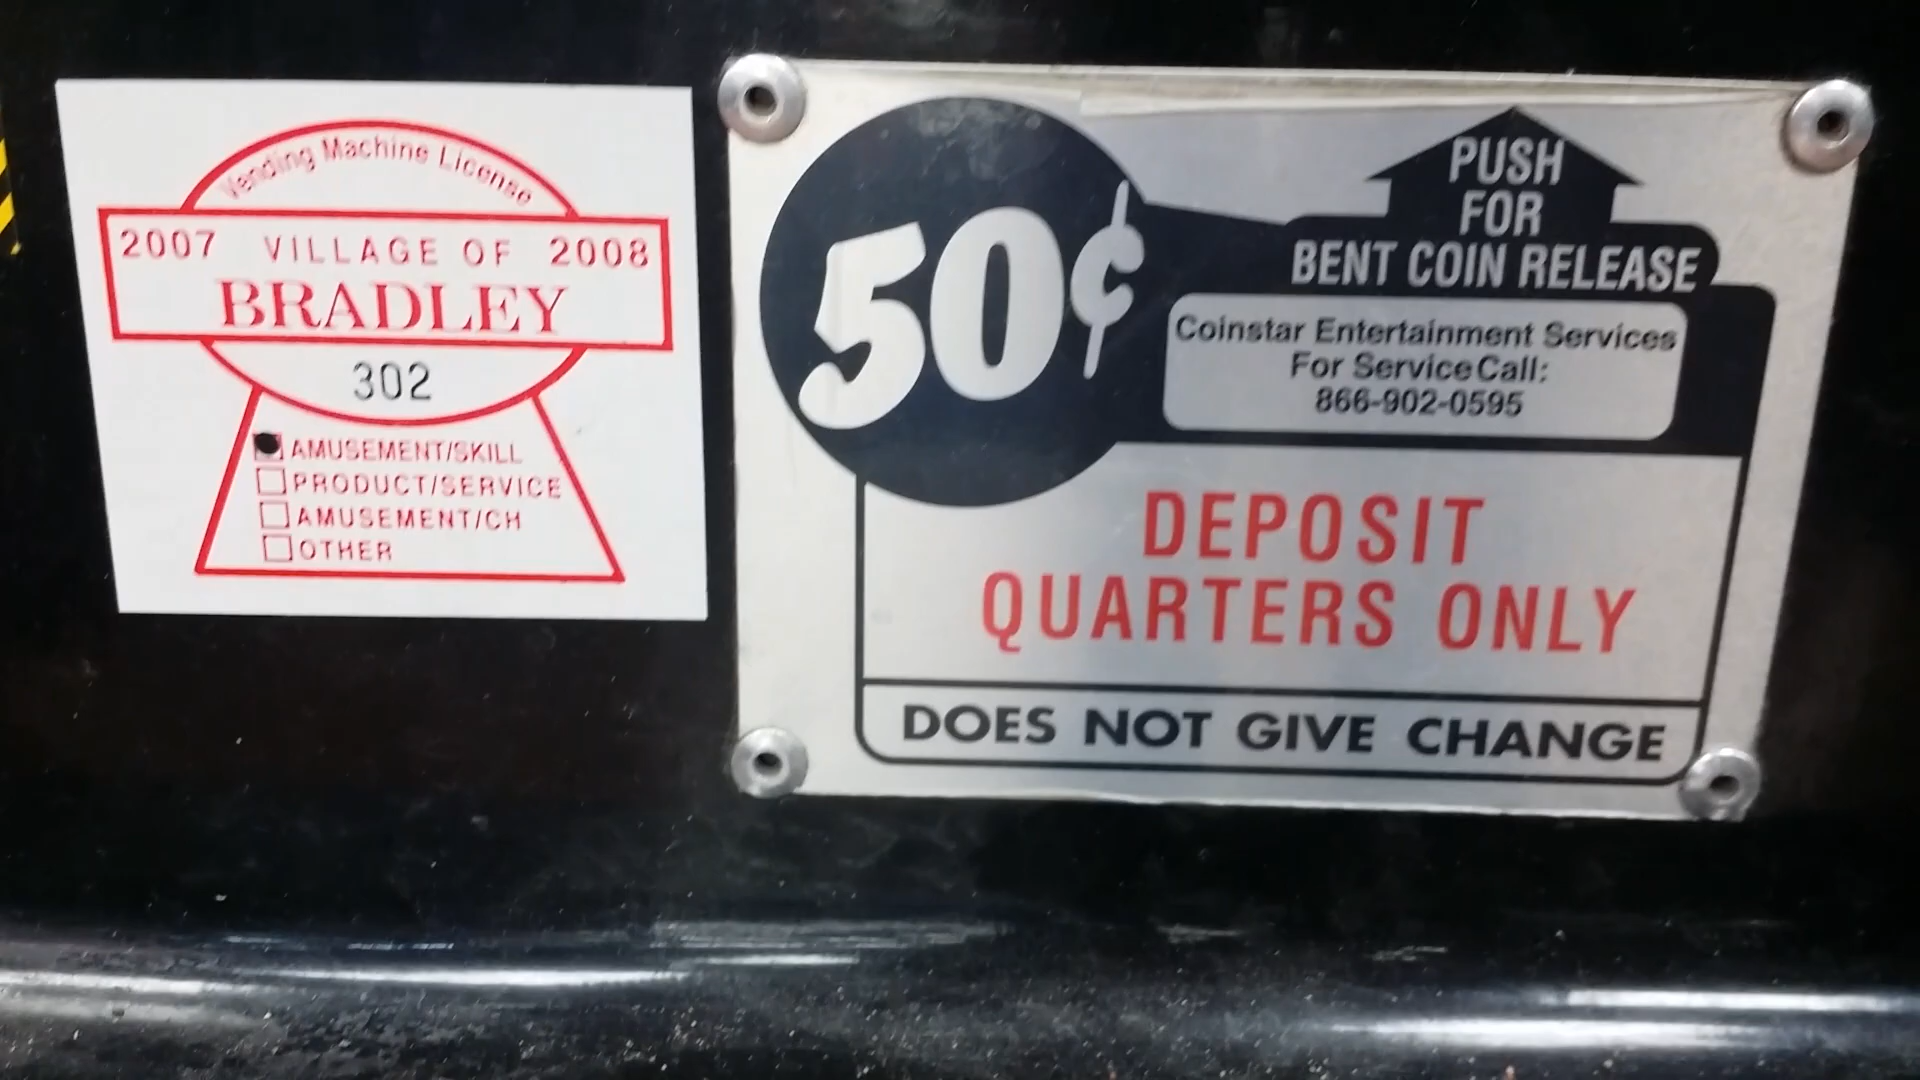 Vending Machine License
2007 VILLAGE OF 2008
BRADLEY
302
AMUSEMENT/SKILL
PRODUCT/SERVICE
AMUSEMENT/CH
OTHER
50¢
PUSH
FOR
BENT COIN RELEASE
Coinstar Entertainment Services
For Service Call:
866-902-0595
DEPOSIT
QUARTERS ONLY
DOES NOT GIVE CHANGE